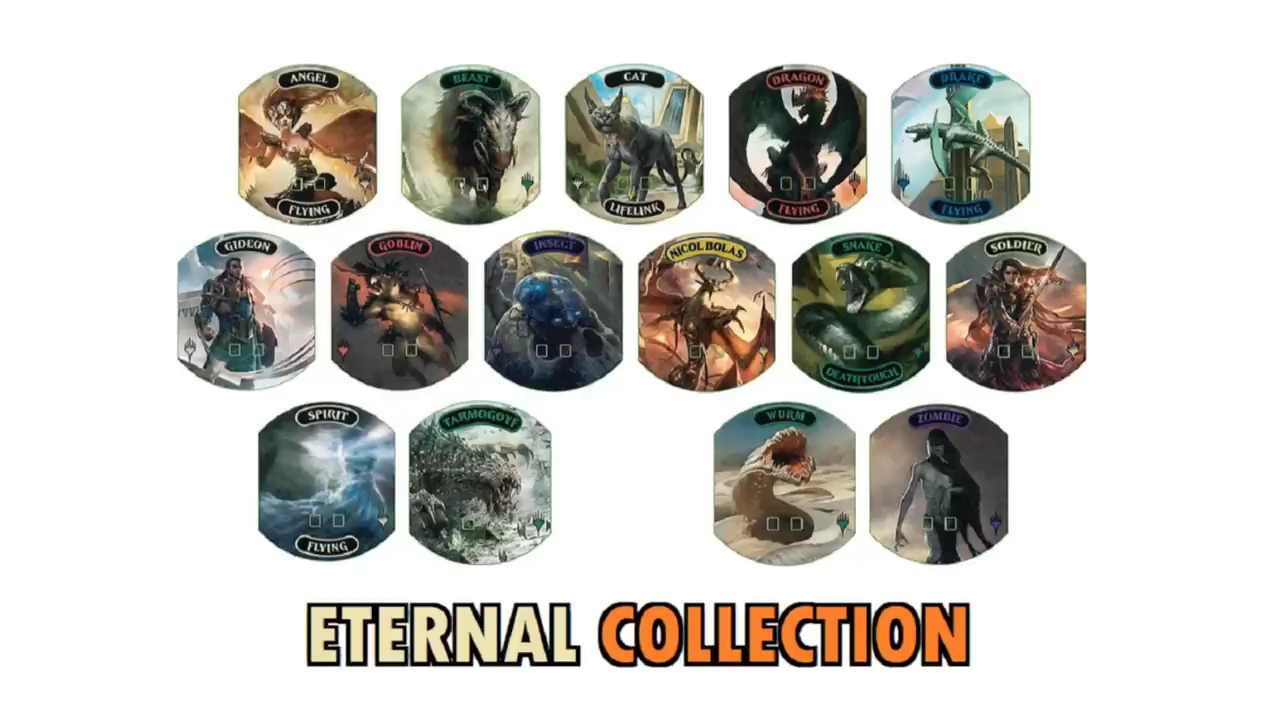 ANGEL
FLYING
BEAST
CAT
LIFELINK
DRAGON
FLYING
DRAKE
FLYING
GIDEON
GOBLIN
INSECT
NICOL BOLAS
SNAKE
DEATHTOUCH
SOLDIER
SPIRIT
FLYING
TARMOGOYF
WURM
ZOMBIE
ETERNAL COLLECTION